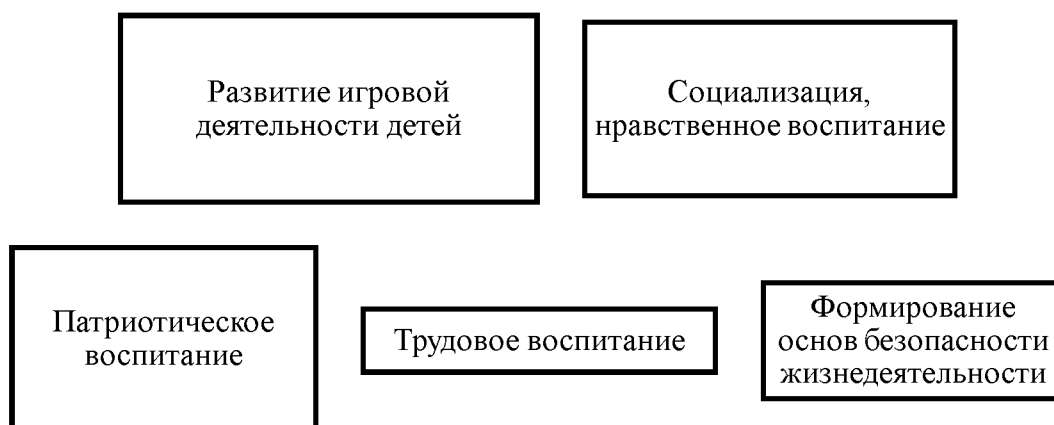 Развитие игровой
деятельности детей
Социализация,
нравственное воспитание
Патриотическое
воспитание
Трудовое воспитание
Формирование
основ безопасности
жизнедеятельности